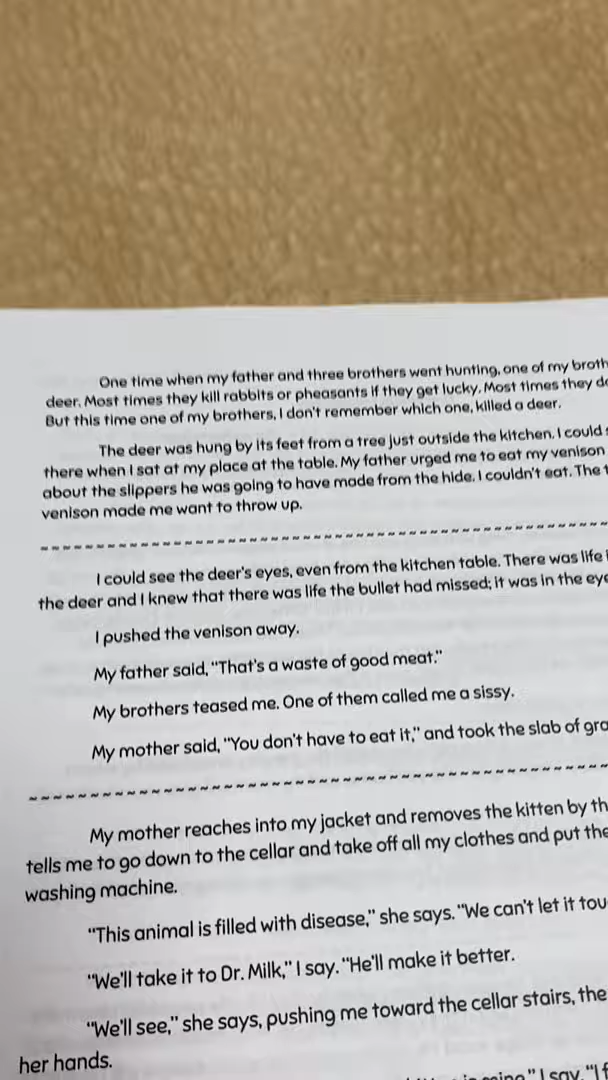 One time when my father and three brothers went hunting, one of my
deer. Most times they kill rabbits or pheasants if they get lucky. Most times they
But this time one of my brothers, I don't remember which one, killed a deer.
The deer was hung by its feet from a tree just outside the kitchen. I could
there when I sat at my place at the table. My father urged me to eat my venison
about the slippers he was going to have made from the hide. I couldn't eat. The
venison made me want to throw up.
~~~~~~~~~~~~~~~~~~~~~~~~~~~~~~~~~~~~~~~~
I could see the deer's eyes, even from the kitchen table. There was life
the deer and I knew that there was life the bullet had missed; it was in the
I pushed the venison away.
My father said, "That's a waste of good meat."
My brothers teased me. One of them called me a sissy.
My mother said, "You don't have to eat it," and took the slab of
~~~~~~~~~~~~~~~~~~~~~~~~~~~~~~~~~~~~~~~~
My mother reaches into my jacket and removes the kitten by
tells me to go down to the cellar and take off all my clothes and put
washing machine.
"This animal is filled with disease," she says. "We can't let it
"We'll take it to Dr. Milk," I say. "He'll make it better.
"We'll see," she says, pushing me toward the cellar stairs,
her hands.
I say.